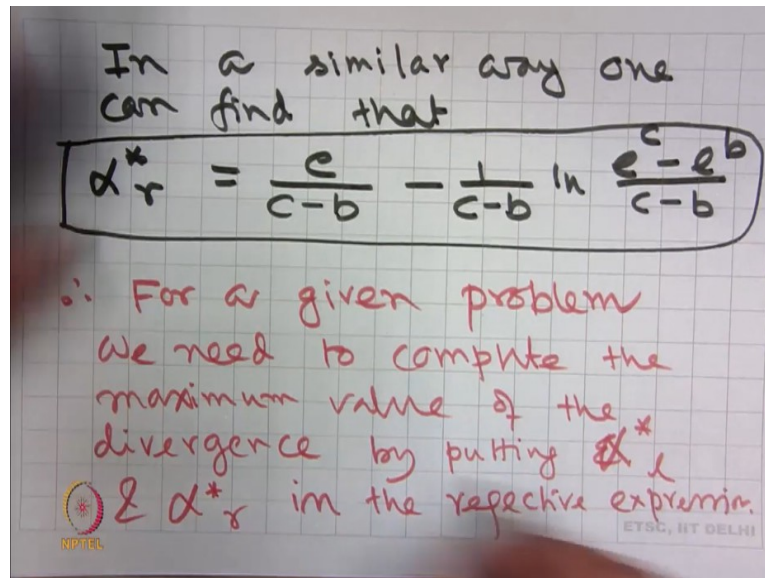 In a similar way one
can find that
α*r = e/(c-b) - 1/(c-b) ln (e^c - e^b)/(c-b)
∴ For a given problem
we need to compute the
maximum value of the
divergence by putting α*l
& α*r in the respective expression.
ETSC, IIT DELHI
NPTEL